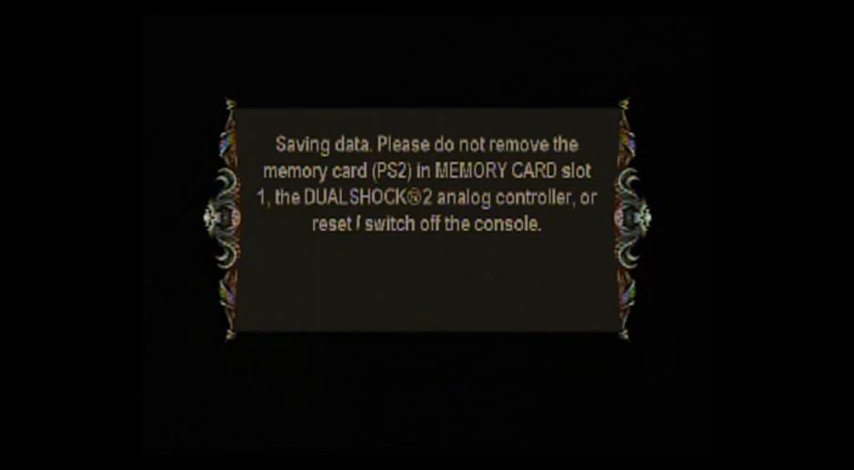 Saving data. Please do not remove the
memory card (PS2) in MEMORY CARD slot
1, the DUALSHOCK®2 analog controller, or
reset / switch off the console.